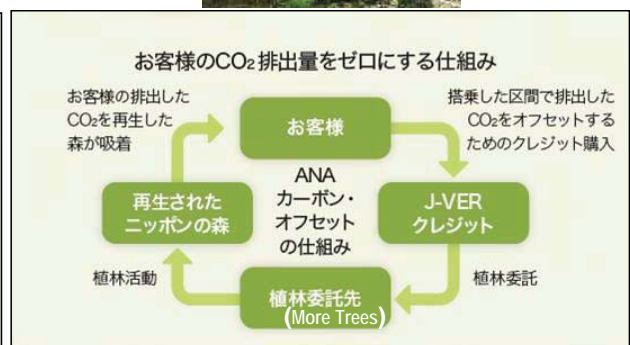 お客様のCO2排出量をゼロにする仕組み
お客様の排出した
CO2を再生した
森が吸着
お客様
搭乗した区間で排出した
CO2をオフセットする
ためのクレジット購入
再生された
ニッポンの森
ANA
カーボン・
オフセット
の仕組み
J-VER
クレジット
植林活動
植林委託先
(More Trees)
植林委託